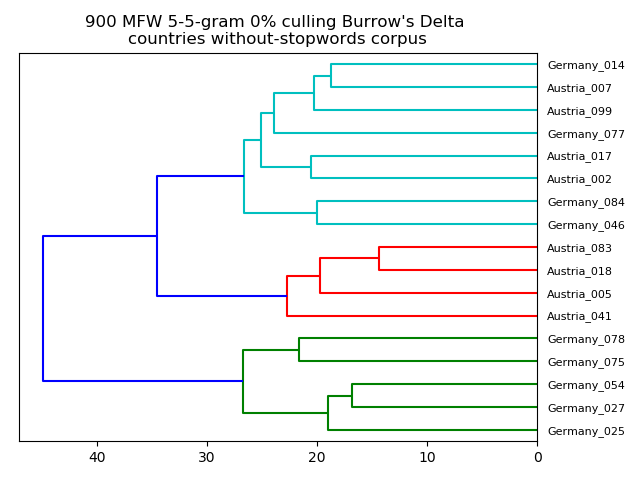 900 MFW 5-5-gram 0% culling Burrow's Delta
countries without-stopwords corpus
Germany_014
Austria_007
Austria_099
Germany_077
Austria_017
Austria_002
Germany_084
Germany_046
Austria_083
Austria_018
Austria_005
Austria_041
Germany_078
Germany_075
Germany_054
Germany_027
Germany_025
40 30 20 10 0